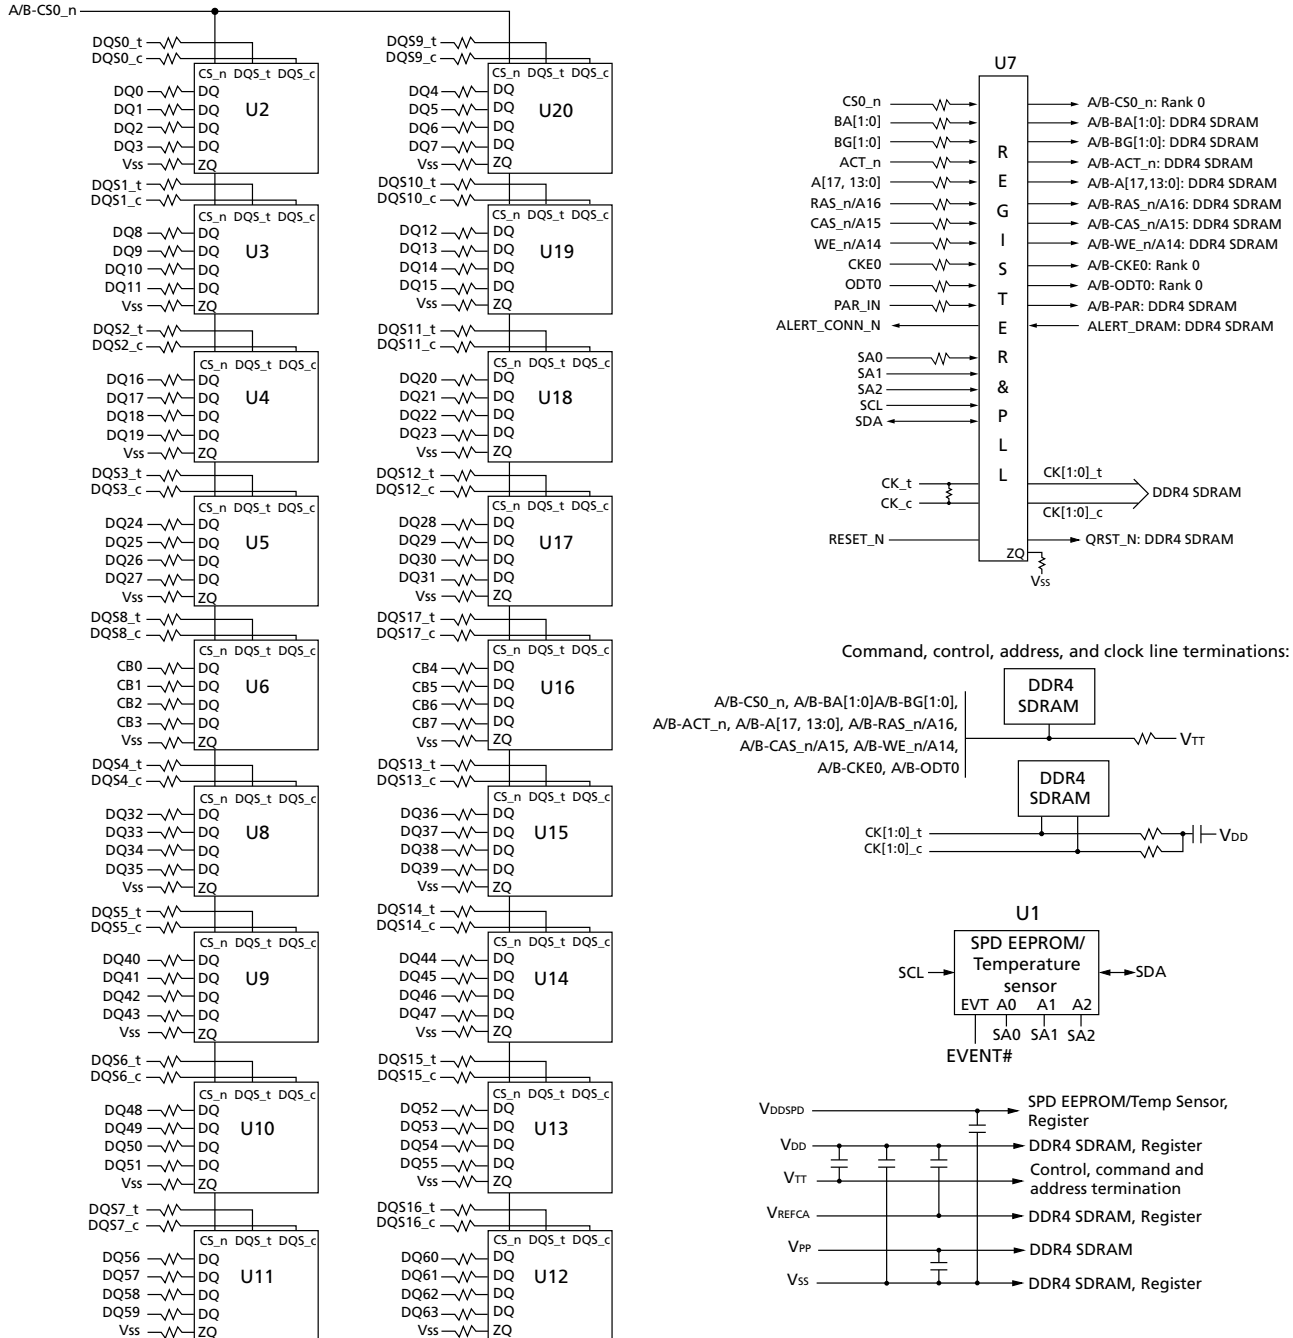 A/B-CS0_n
DQS0_t
DQS0_c
CS_n DQS_t DQS_c
DQ0 DQ
DQ1 DQ
DQ2 DQ
DQ3 DQ
Vss ZQ
U2
DQS1_t
DQS1_c
CS_n DQS_t DQS_c
DQ8 DQ
DQ9 DQ
DQ10 DQ
DQ11 DQ
Vss ZQ
U3
DQS2_t
DQS2_c
CS_n DQS_t DQS_c
DQ16 DQ
DQ17 DQ
DQ18 DQ
DQ19 DQ
Vss ZQ
U4
DQS3_t
DQS3_c
CS_n DQS_t DQS_c
DQ24 DQ
DQ25 DQ
DQ26 DQ
DQ27 DQ
Vss ZQ
U5
DQS8_t
DQS8_c
CS_n DQS_t DQS_c
CB0 DQ
CB1 DQ
CB2 DQ
CB3 DQ
Vss ZQ
U6
DQS4_t
DQS4_c
CS_n DQS_t DQS_c
DQ32 DQ
DQ33 DQ
DQ34 DQ
DQ35 DQ
Vss ZQ
U8
DQS5_t
DQS5_c
CS_n DQS_t DQS_c
DQ40 DQ
DQ41 DQ
DQ42 DQ
DQ43 DQ
Vss ZQ
U9
DQS6_t
DQS6_c
CS_n DQS_t DQS_c
DQ48 DQ
DQ49 DQ
DQ50 DQ
DQ51 DQ
Vss ZQ
U10
DQS7_t
DQS7_c
CS_n DQS_t DQS_c
DQ56 DQ
DQ57 DQ
DQ58 DQ
DQ59 DQ
Vss ZQ
U11
DQS9_t
DQS9_c
CS_n DQS_t DQS_c
DQ4 DQ
DQ5 DQ
DQ6 DQ
DQ7 DQ
Vss ZQ
U20
DQS10_t
DQS10_c
CS_n DQS_t DQS_c
DQ12 DQ
DQ13 DQ
DQ14 DQ
DQ15 DQ
Vss ZQ
U19
DQS11_t
DQS11_c
CS_n DQS_t DQS_c
DQ20 DQ
DQ21 DQ
DQ22 DQ
DQ23 DQ
Vss ZQ
U18
DQS12_t
DQS12_c
CS_n DQS_t DQS_c
DQ28 DQ
DQ29 DQ
DQ30 DQ
DQ31 DQ
Vss ZQ
U17
DQS17_t
DQS17_c
CS_n DQS_t DQS_c
CB4 DQ
CB5 DQ
CB6 DQ
CB7 DQ
Vss ZQ
U16
DQS13_t
DQS13_c
CS_n DQS_t DQS_c
DQ36 DQ
DQ37 DQ
DQ38 DQ
DQ39 DQ
Vss ZQ
U15
DQS14_t
DQS14_c
CS_n DQS_t DQS_c
DQ44 DQ
DQ45 DQ
DQ46 DQ
DQ47 DQ
Vss ZQ
U14
DQS15_t
DQS15_c
CS_n DQS_t DQS_c
DQ52 DQ
DQ53 DQ
DQ54 DQ
DQ55 DQ
Vss ZQ
U13
DQS16_t
DQS16_c
CS_n DQS_t DQS_c
DQ60 DQ
DQ61 DQ
DQ62 DQ
DQ63 DQ
Vss ZQ
U12
U7
REGISTER & PLL
CS0_n A/B-CS0_n: Rank 0
BA[1:0] A/B-BA[1:0]: DDR4 SDRAM
BG[1:0] A/B-BG[1:0]: DDR4 SDRAM
ACT_n A/B-ACT_n: DDR4 SDRAM
A[17, 13:0] A/B-A[17,13:0]: DDR4 SDRAM
RAS_n/A16 A/B-RAS_n/A16: DDR4 SDRAM
CAS_n/A15 A/B-CAS_n/A15: DDR4 SDRAM
WE_n/A14 A/B-WE_n/A14: DDR4 SDRAM
CKE0 A/B-CKE0: Rank 0
ODT0 A/B-ODT0: Rank 0
PAR_IN A/B-PAR: DDR4 SDRAM
ALERT_CONN_N ALERT_DRAM: DDR4 SDRAM
SA0
SA1
SA2
SCL
SDA
CK_t CK[1:0]_t
DDR4 SDRAM
CK_c CK[1:0]_c
RESET_N QRST_N: DDR4 SDRAM
ZQ
Vss
Command, control, address, and clock line terminations:
DDR4
SDRAM
A/B-CS0_n, A/B-BA[1:0]A/B-BG[1:0],
A/B-ACT_n, A/B-A[17, 13:0], A/B-RAS_n/A16,
A/B-CAS_n/A15, A/B-WE_n/A14,
A/B-CKE0, A/B-ODT0
VTT
DDR4
SDRAM
CK[1:0]_t
CK[1:0]_c
VDD
U1
SPD EEPROM/
Temperature
sensor
SCL SDA
EVT A0 A1 A2
SA0 SA1 SA2
EVENT#
VDDSPD SPD EEPROM/Temp Sensor,
Register
VDD DDR4 SDRAM, Register
VTT Control, command and
address termination
VREFCA DDR4 SDRAM, Register
VPP DDR4 SDRAM
VSS DDR4 SDRAM, Register